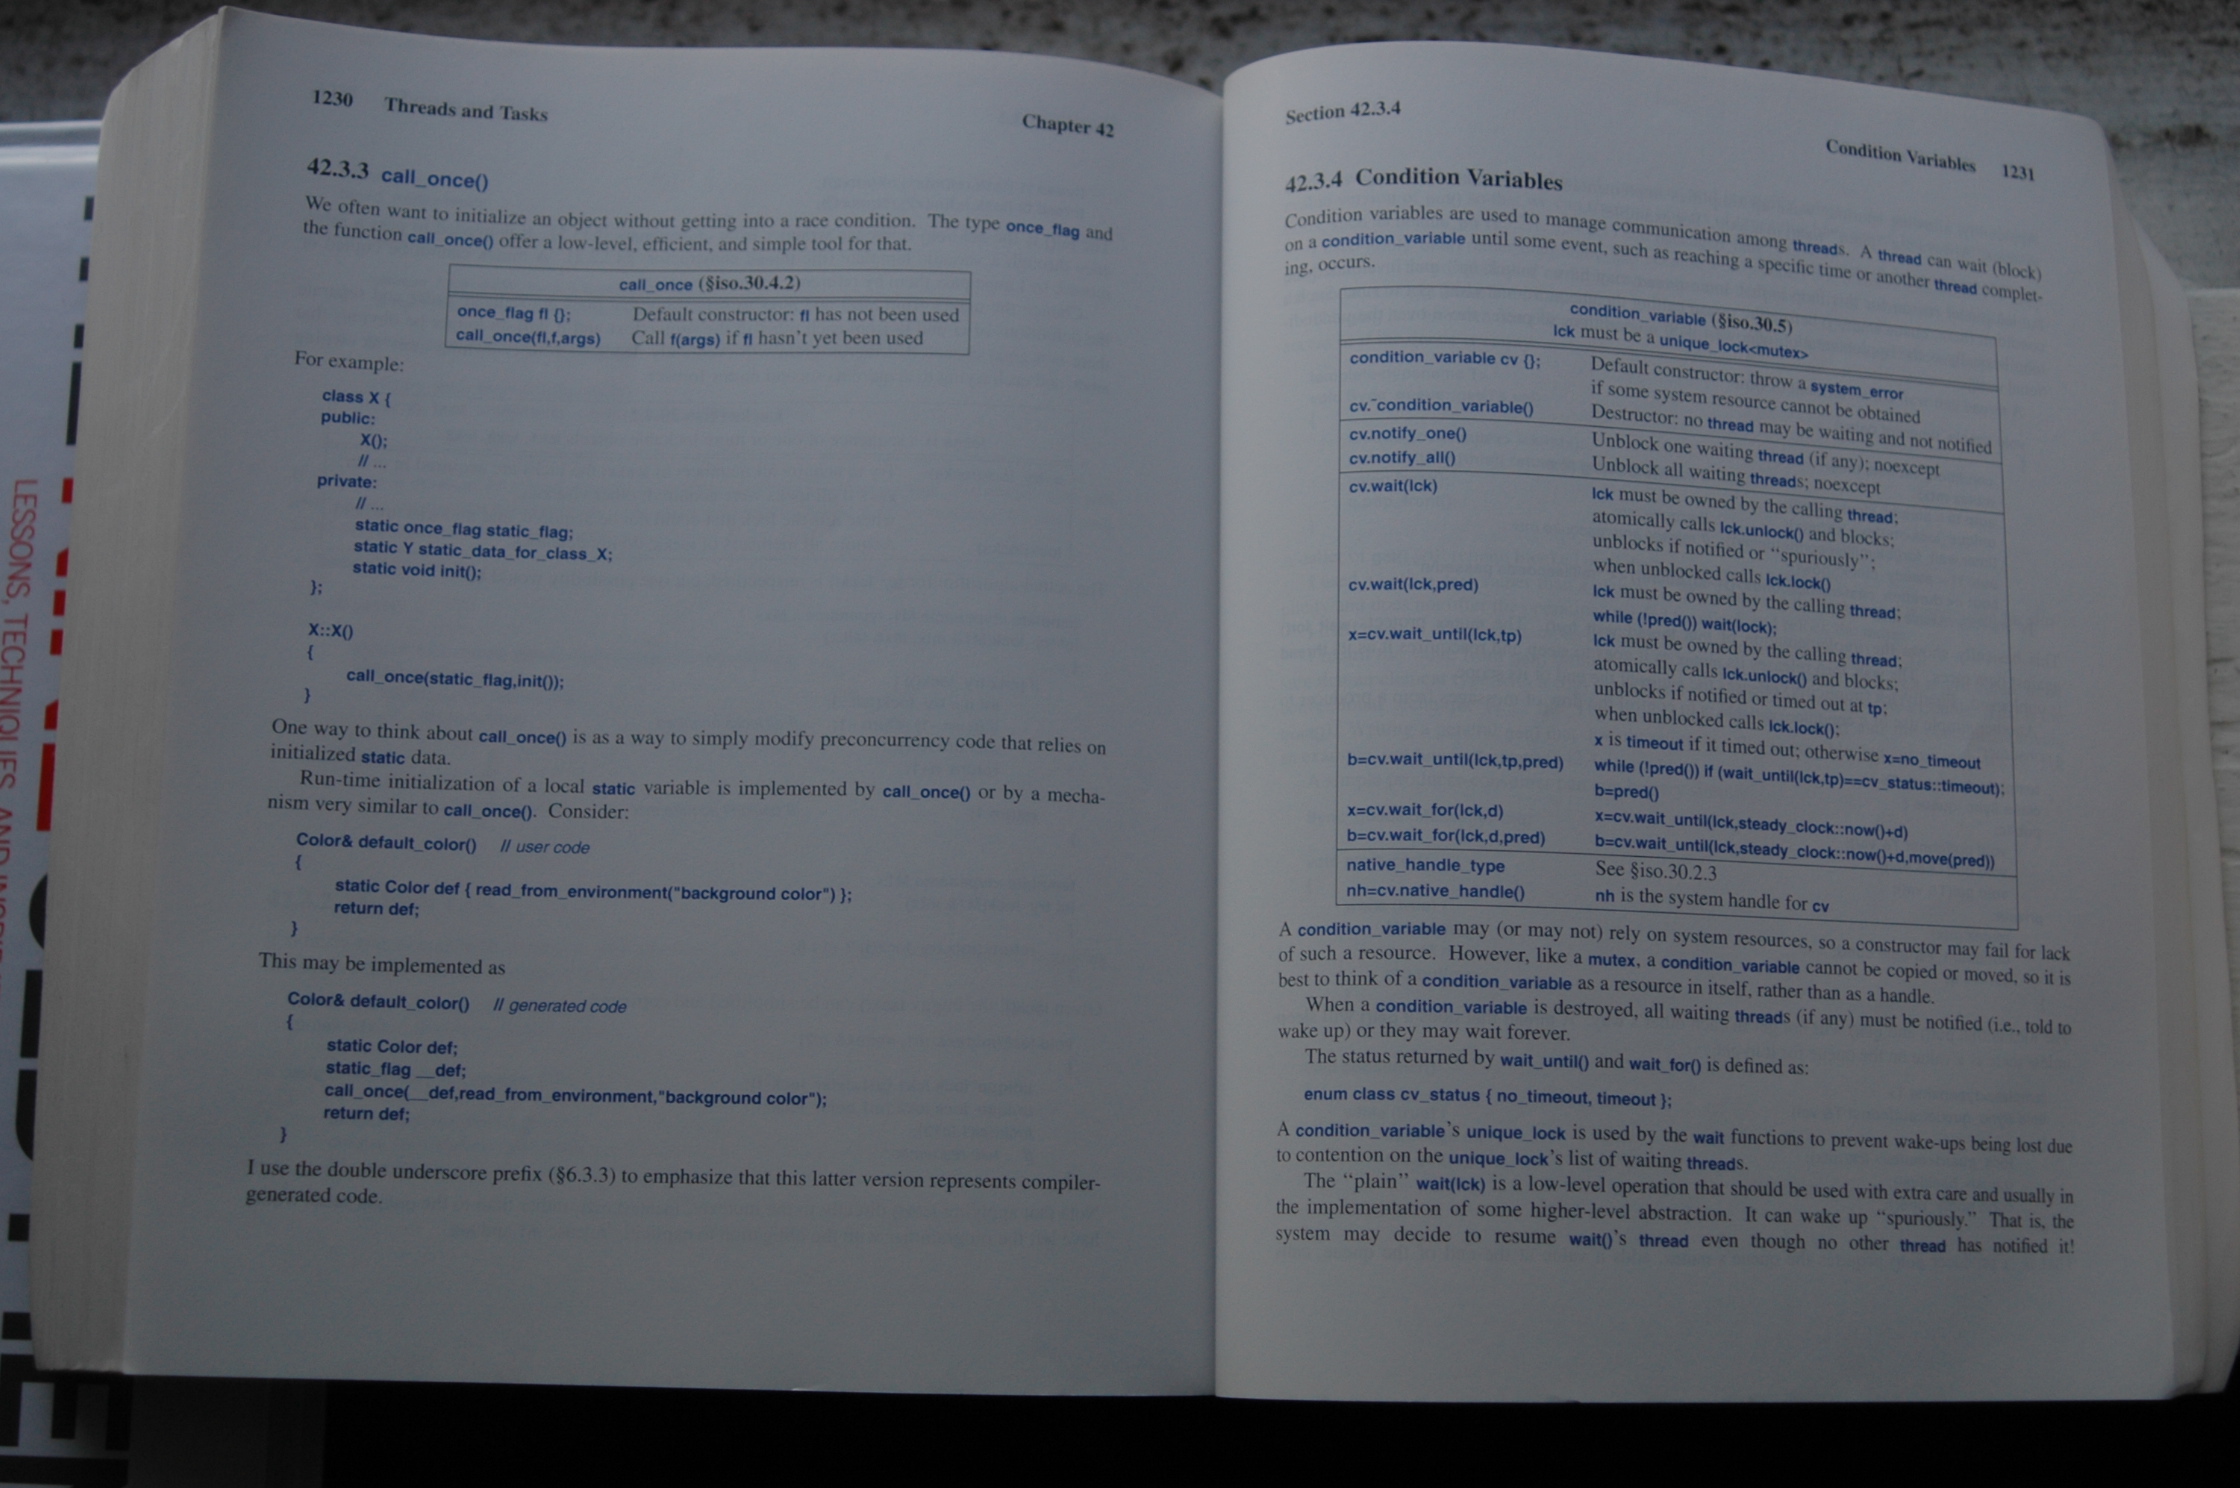 1230 Threads and Tasks Chapter 42
42.3.3 call_once()
We often want to initialize an object without getting into a race condition. The type once_flag and
the function call_once() offer a low-level, efficient, and simple tool for that.
call_once (§iso.30.4.2)
once_flag fl {}; Default constructor: fl has not been used
call_once(fl,f,args) Call f(args) if fl hasn't yet been used
For example:
class X {
public:
X();
// ...
private:
// ...
static once_flag static_flag;
static Y static_data_for_class_X;
static void init();
};
X::X()
{
call_once(static_flag,init());
}
One way to think about call_once() is as a way to simply modify preconcurrency code that relies on
initialized static data.
Run-time initialization of a local static variable is implemented by call_once() or by a mecha-
nism very similar to call_once(). Consider:
Color& default_color() // user code
{
static Color def { read_from_environment("background color") };
return def;
}
This may be implemented as
Color& default_color() // generated code
{
static Color def;
static_flag __def;
call_once(__def,read_from_environment,"background color");
return def;
}
I use the double underscore prefix (§6.3.3) to emphasize that this latter version represents compiler-
generated code.
Section 42.3.4 Condition Variables 1231
42.3.4 Condition Variables
Condition variables are used to manage communication among threads. A thread can wait (block)
on a condition_variable until some event, such as reaching a specific time or another thread complet-
ing, occurs.
condition_variable (§iso.30.5)
lck must be a unique_lock<mutex>
condition_variable cv {}; Default constructor: throw a system_error
if some system resource cannot be obtained
cv.~condition_variable() Destructor: no thread may be waiting and not notified
cv.notify_one() Unblock one waiting thread (if any); noexcept
cv.notify_all() Unblock all waiting threads; noexcept
cv.wait(lck) lck must be owned by the calling thread;
atomically calls lck.unlock() and blocks;
unblocks if notified or "spuriously";
when unblocked calls lck.lock()
cv.wait(lck,pred) lck must be owned by the calling thread;
while (!pred()) wait(lock);
x=cv.wait_until(lck,tp) lck must be owned by the calling thread;
atomically calls lck.unlock() and blocks;
unblocks if notified or timed out at tp;
when unblocked calls lck.lock();
x is timeout if it timed out; otherwise x=no_timeout
b=cv.wait_until(lck,tp,pred) while (!pred()) if (wait_until(lck,tp)==cv_status::timeout);
b=pred()
x=cv.wait_for(lck,d) x=cv.wait_until(lck,steady_clock::now()+d)
b=cv.wait_for(lck,d,pred) b=cv.wait_until(lck,steady_clock::now()+d,move(pred))
native_handle_type See §iso.30.2.3
nh=cv.native_handle() nh is the system handle for cv
A condition_variable may (or may not) rely on system resources, so a constructor may fail for lack
of such a resource. However, like a mutex, a condition_variable cannot be copied or moved, so it is
best to think of a condition_variable as a resource in itself, rather than as a handle.
When a condition_variable is destroyed, all waiting threads (if any) must be notified (i.e., told to
wake up) or they may wait forever.
The status returned by wait_until() and wait_for() is defined as:
enum class cv_status { no_timeout, timeout };
A condition_variable's unique_lock is used by the wait functions to prevent wake-ups being lost due
to contention on the unique_lock's list of waiting threads.
The "plain" wait(lck) is a low-level operation that should be used with extra care and usually in
the implementation of some higher-level abstraction. It can wake up "spuriously." That is, the
system may decide to resume wait()'s thread even though no other thread has notified it!
LESSONS, TECHNIQUES, AND